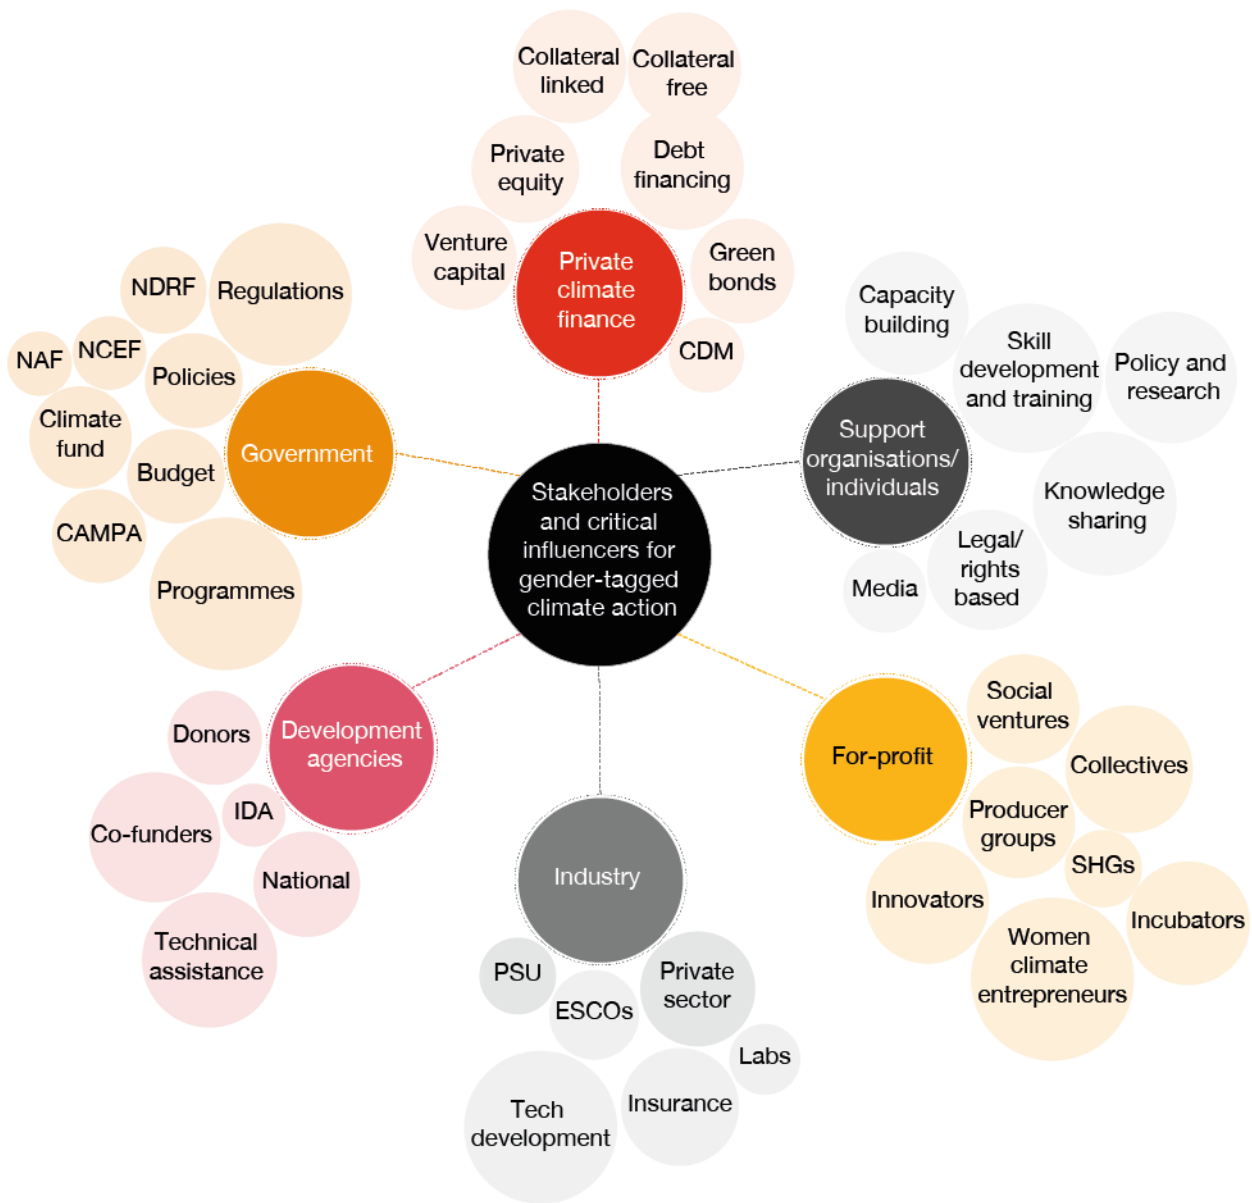 Collateral
linked
Collateral
free
Private
equity
Debt
financing
Venture
capital
Private
climate
finance
Green
bonds
CDM
NDRF
Regulations
NAF
NCEF
Policies
Climate
fund
Budget
Government
CAMPA
Programmes
Capacity
building
Skill
development
and training
Policy and
research
Support
organisations/
individuals
Knowledge
sharing
Legal/
rights
based
Media
Stakeholders
and critical
influencers for
gender-tagged
climate action
Donors
Development
agencies
IDA
Co-funders
National
Technical
assistance
Industry
PSU
ESCOs
Private
sector
Labs
Tech
development
Insurance
For-profit
Social
ventures
Collectives
Producer
groups
SHGs
Innovators
Incubators
Women
climate
entrepreneurs